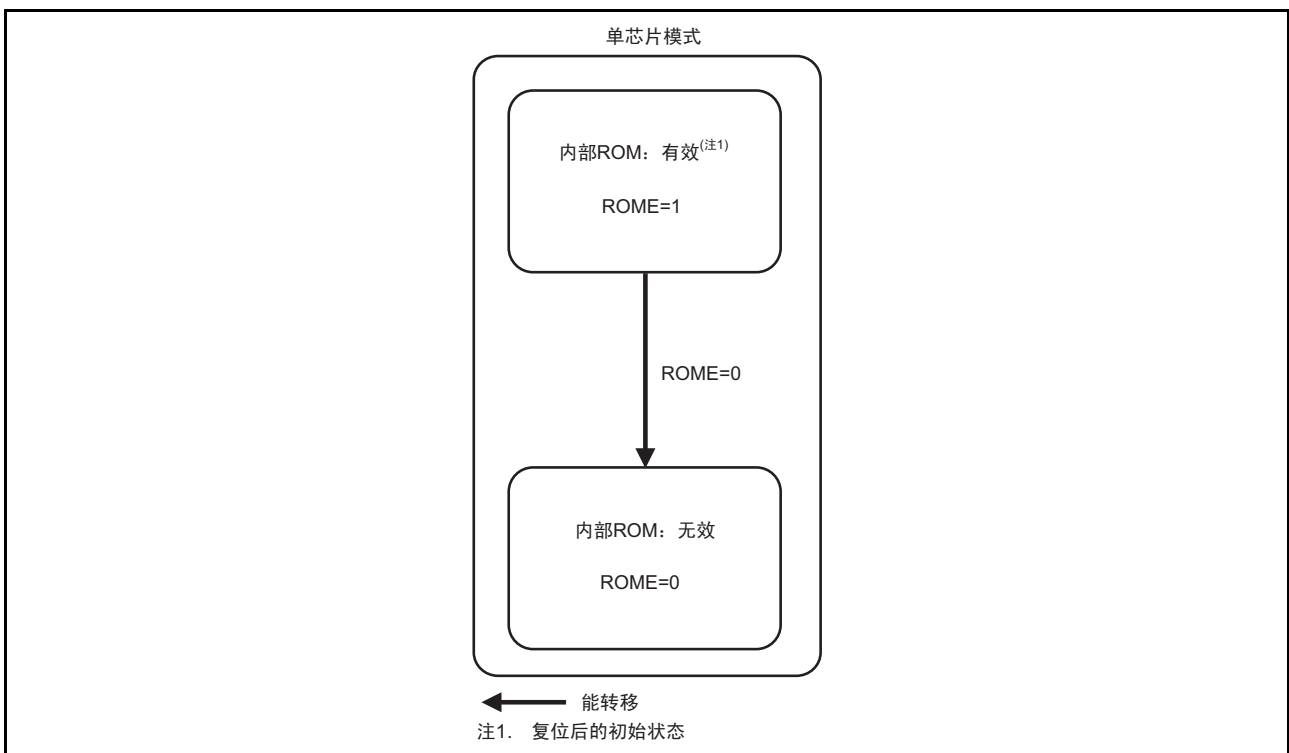 单芯片模式
内部ROM：有效(注1)
ROME=1
ROME=0
内部ROM：无效
ROME=0
能转移
注1. 复位后的初始状态